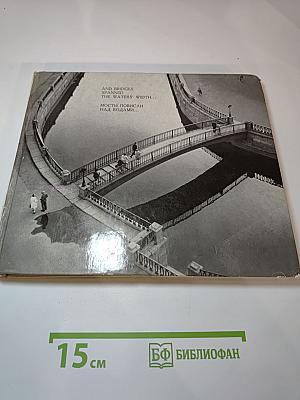 AND BRIDGES
SPANNED
THE WATERS' WIDTH...
МОСТЫ ПОВИСЛИ
НАД ВОДАМИ...
15 см
БФ БИБЛИОФАН